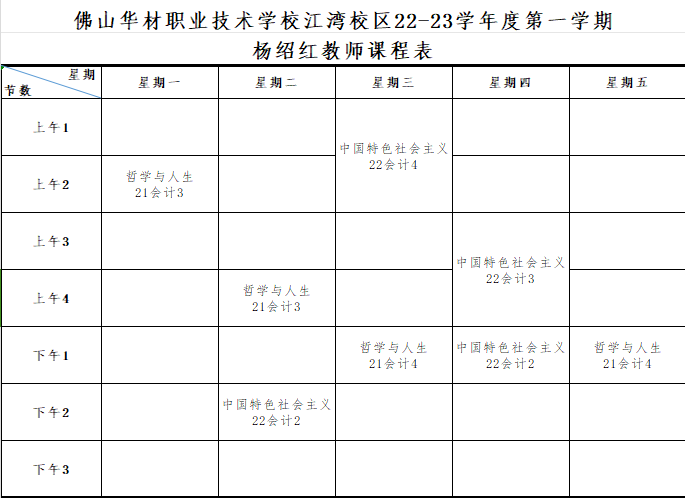 佛山华材职业技术学校江湾校区22-23学年度第一学期
杨绍红教师课程表
星期
节数
星期一
星期二
星期三
星期四
星期五
上午1
中国特色社会主义
22会计4
上午2
哲学与人生
21会计3
上午3
中国特色社会主义
22会计3
上午4
哲学与人生
21会计3
下午1
哲学与人生
21会计4
中国特色社会主义
22会计2
哲学与人生
21会计4
下午2
中国特色社会主义
22会计2
下午3